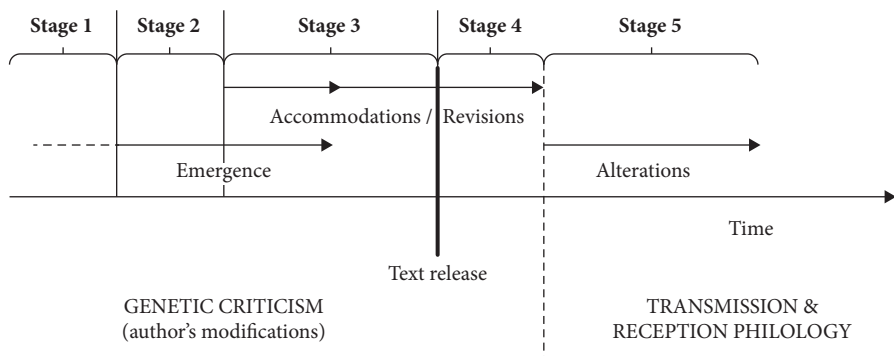 Stage 1 Stage 2 Stage 3 Stage 4 Stage 5
Accommodations / Revisions
Emergence Alterations
Time
Text release
GENETIC CRITICISM TRANSMISSION &
(author's modifications) RECEPTION PHILOLOGY